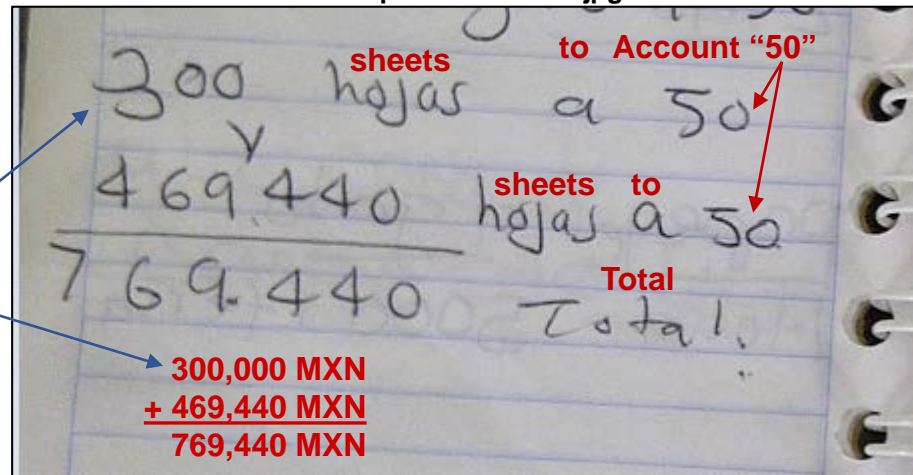 sheets to Account “50”
300 hojas a 50
y
sheets to
469.440 hojas a 50
Total
769.440 Total.
300,000 MXN
+ 469,440 MXN
769,440 MXN